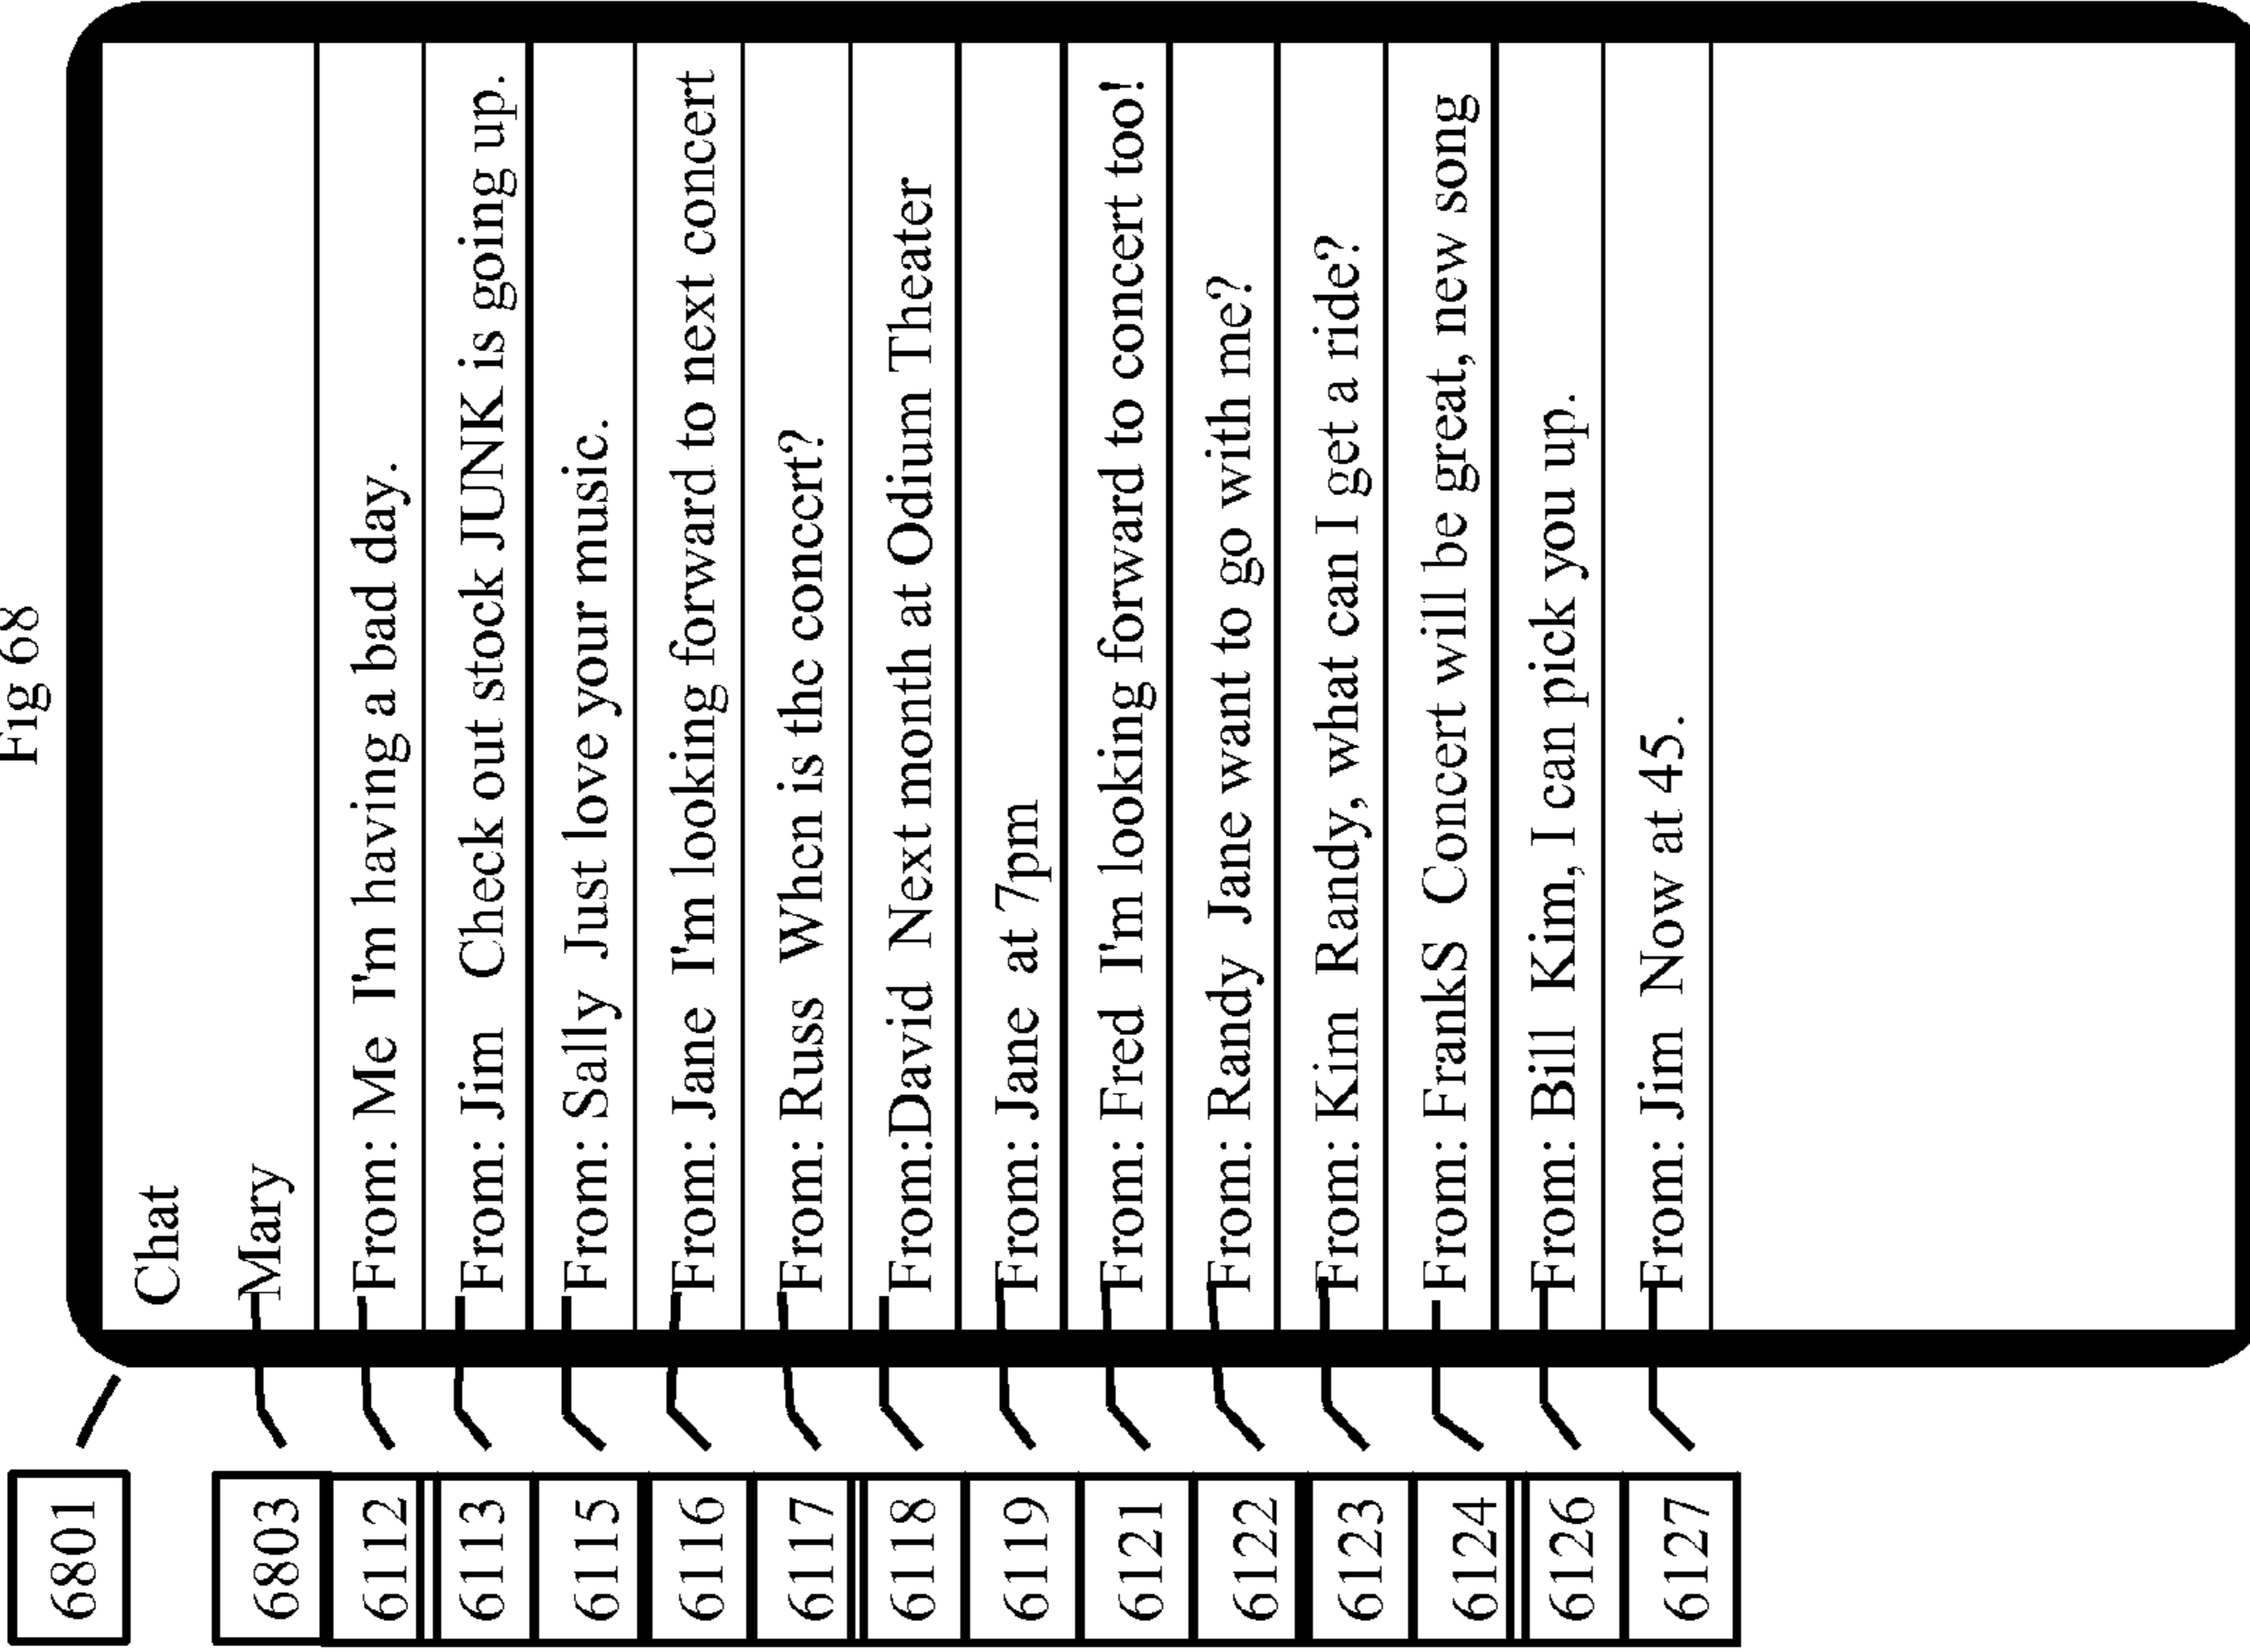 Fig 68
6801
Chat
6803
Mary
6112
From: Me I'm having a bad day.
6113
From: Jim Check out stock JUNK is going up.
6115
From: Sally Just love your music.
6116
From: Jane I'm looking forward to next concert
6117
From: Russ When is the concert?
6118
From:David Next month at Odium Theater
6119
From: Jane at 7pm
6121
From: Fred I'm looking forward to concert too!
6122
From: Randy Jane want to go with me?
6123
From: Kim Randy, what can I get a ride?
6124
From: FrankS Concert will be great, new song
6126
From: Bill Kim, I can pick you up.
6127
From: Jim Now at 45.